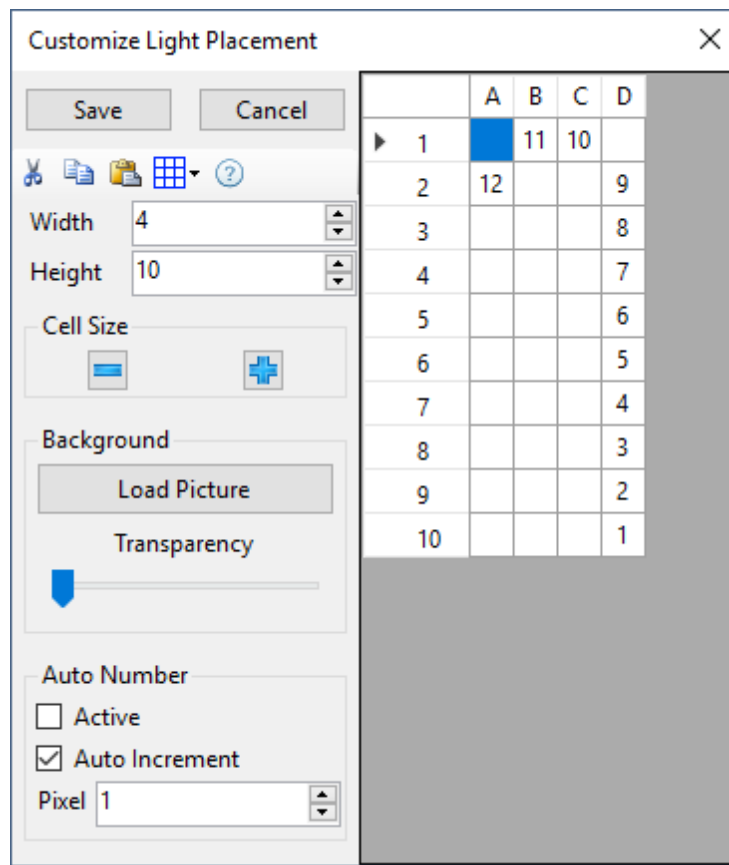 Customize Light Placement
Save Cancel
Width 4
Height 10
Cell Size
Background
Load Picture
Transparency
Auto Number
Active
Auto Increment
Pixel 1
A B C D
1 11 10
2 12 9
3 8
4 7
5 6
6 5
7 4
8 3
9 2
10 1